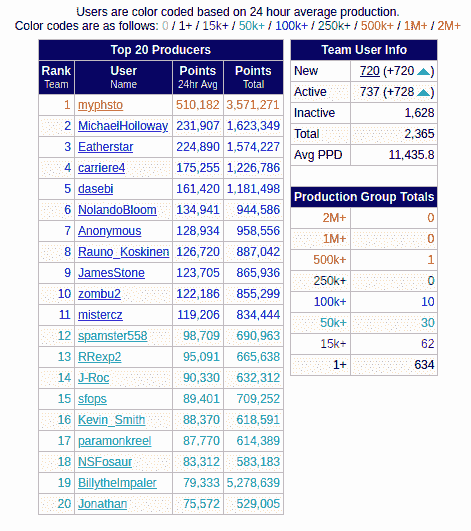 Users are color coded based on 24 hour average production.
Color codes are as follows: 0 / 1+ / 15k+ / 50k+ / 100k+ / 250k+ / 500k+ / 1M+ / 2M+
Top 20 Producers
Rank Team User Name Points 24hr Avg Points Total
1 myphsto 510,182 3,571,271
2 MichaelHolloway 231,907 1,623,349
3 Eatherstar 224,890 1,574,227
4 carriere4 175,255 1,226,786
5 dasebi 161,420 1,181,498
6 NolandoBloom 134,941 944,586
7 Anonymous 128,934 958,556
8 Rauno_Koskinen 126,720 887,042
9 JamesStone 123,705 865,936
10 zombu2 122,186 855,299
11 mistercz 119,206 834,444
12 spamster558 98,709 690,963
13 RRexp2 95,091 665,638
14 J-Roc 90,330 632,312
15 sfops 89,401 709,252
16 Kevin_Smith 88,370 618,591
17 paukonkreel 87,770 614,389
18 NSFosaur 83,312 583,183
19 BillytheImpaler 79,333 5,278,639
20 Jonathan 75,572 529,005
Team User Info
New 720 (+720 ▲)
Active 737 (+728 ▲)
Inactive 1,628
Total 2,365
Avg PPD 11,435.8
Production Group Totals
2M+ 0
1M+ 0
500k+ 1
250k+ 0
100k+ 10
50k+ 30
15k+ 62
1+ 634